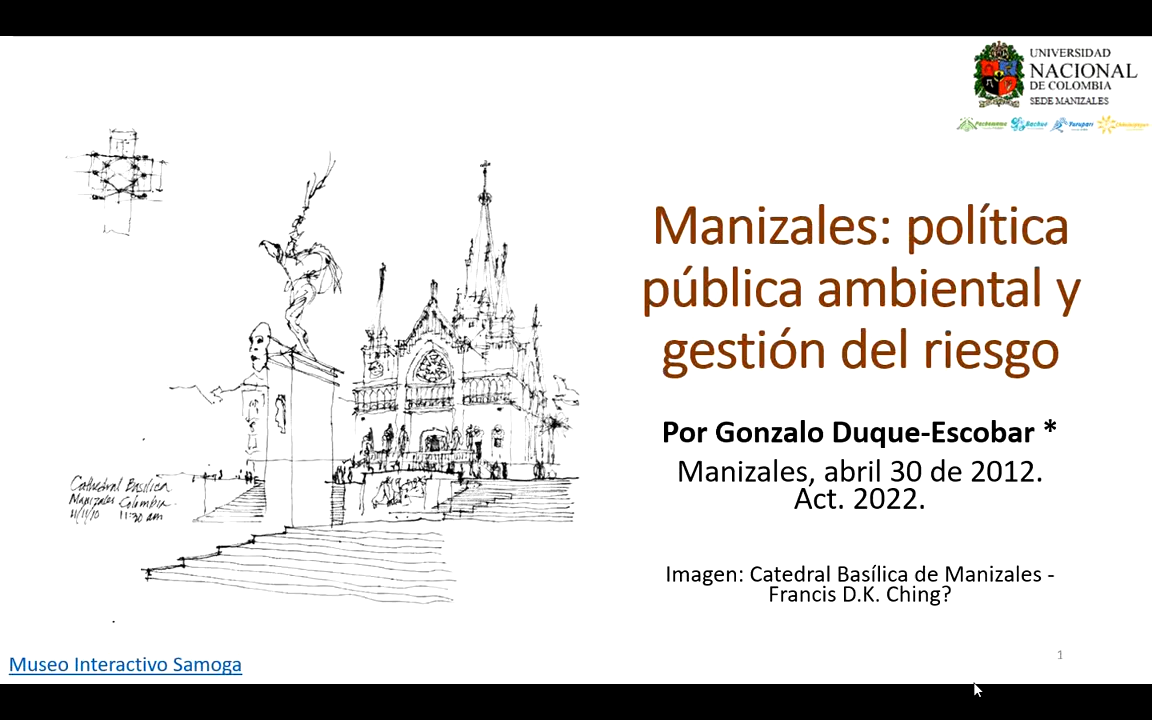 UNIVERSIDAD
NACIONAL
DE COLOMBIA
SEDE MANIZALES
Manizales: política
pública ambiental y
gestión del riesgo
Por Gonzalo Duque-Escobar *
Manizales, abril 30 de 2012.
Act. 2022.
Cathedral Basilica
Manizales Colombia
11:30 am
Imagen: Catedral Basílica de Manizales -
Francis D.K. Ching?
Museo Interactivo Samoga
1